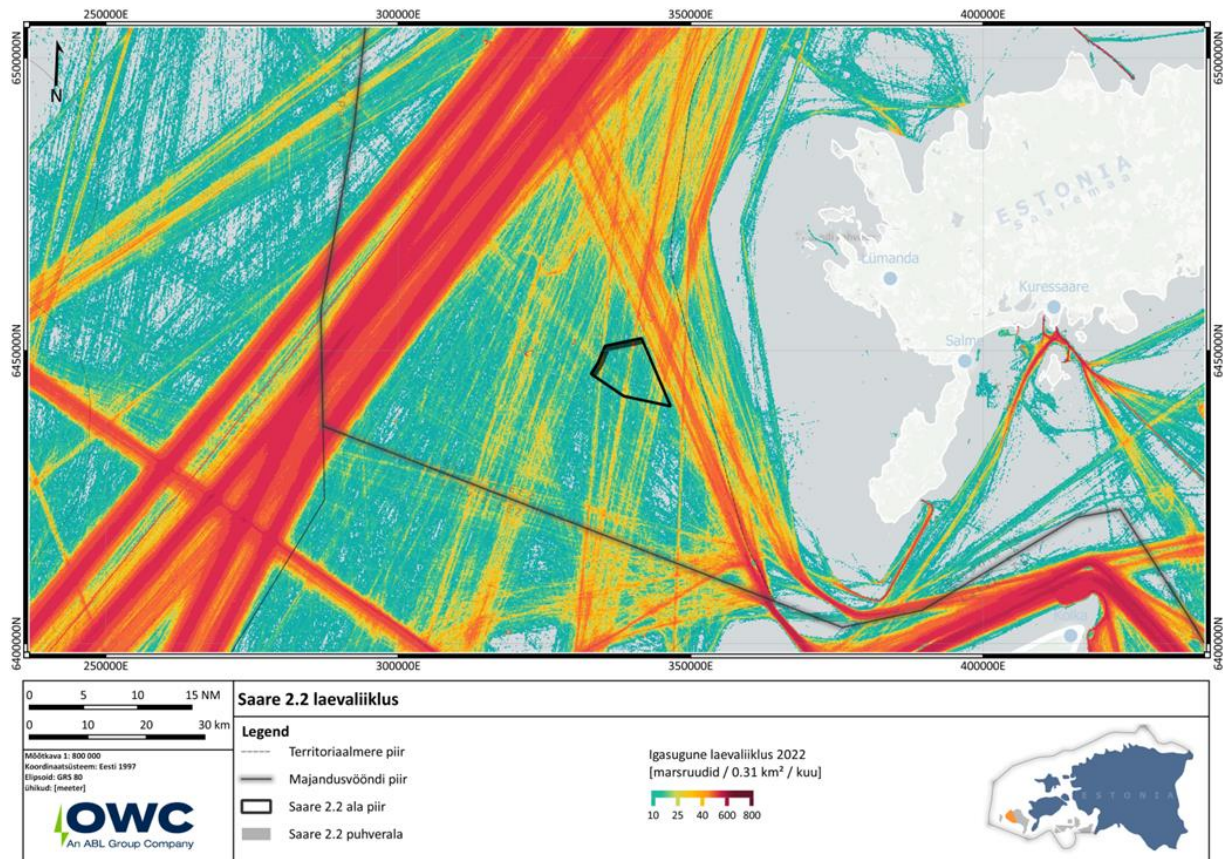 250000E 300000E 350000E 400000E
6500000N 6500000N
N
ESTONIA
Saaremaa
Lümanda
Kuressaare
6450000N 6450000N
Salme
6400000N 6400000N
250000E 300000E 350000E 400000E
0 5 10 15 NM
0 10 20 30 km
Mõõtkava 1: 800 000
Koordinaatsüsteem: Eesti 1997
Elipsoid: GRS 80
ühikud: [meeter]
OWC
An ABL Group Company
Saare 2.2 laevaliiklus
Legend
Territoriaalmere piir
Majandusvööndi piir
Saare 2.2 ala piir
Saare 2.2 puhverala
Igasugune laevaliiklus 2022
[marsruudid / 0.31 km² / kuu]
10 25 40 600 800
ESTONIA